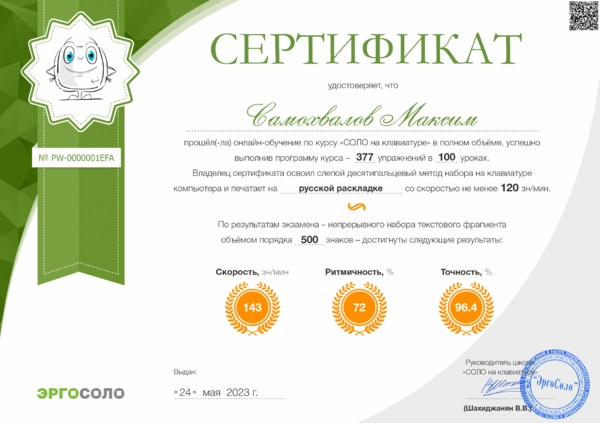 СЕРТИФИКАТ
удостоверяет, что
Самохвалов Максим
№ PW-0000001EFA
прошёл(-ла) онлайн-обучение по курсу «СОЛО на клавиатуре» в полном объёме, успешно
выполнив программу курса – 377 упражнений в 100 уроках.
Владелец сертификата освоил слепой десятипальцевый метод набора на клавиатуре
компьютера и печатает на русской раскладке со скоростью не менее 120 зн/мин.
По результатам экзамена – непрерывного набора текстового фрагмента
объёмом порядка 500 знаков – достигнуты следующие результаты:
Скорость, зн/мин Ритмичность, % Точность, %
143 72 96.4
Выдан:
«24» мая 2023 г.
ЭРГОСОЛО
Руководитель школы
«СОЛО на клавиатуре»
"ЭргоСоло"
(Шахиджанян В.В.)